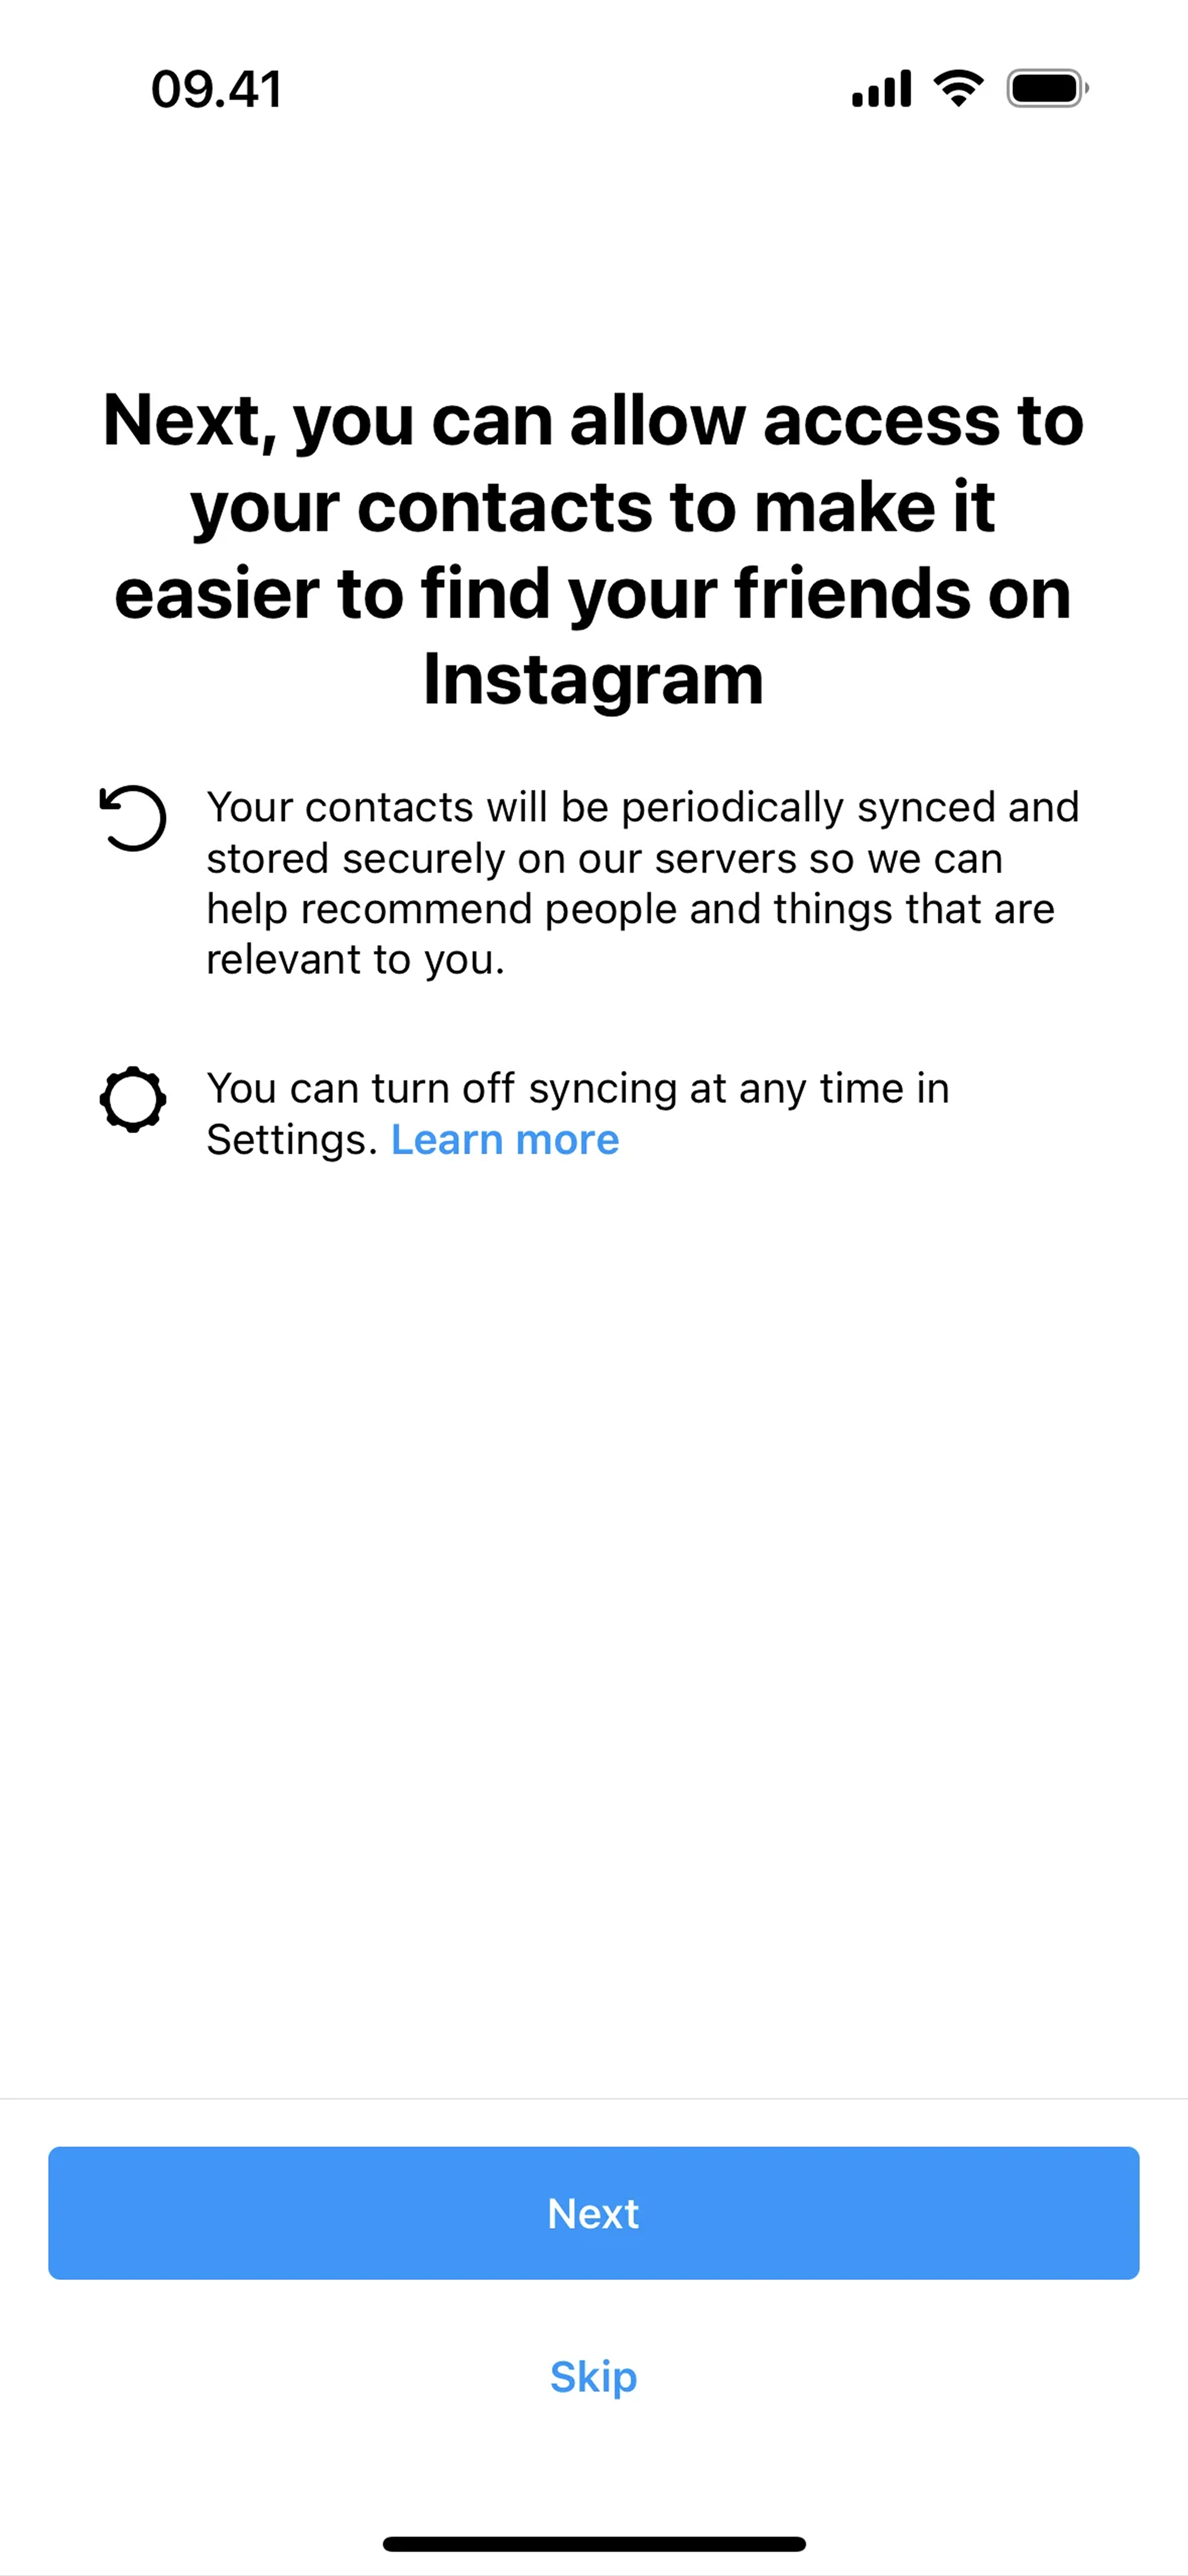 09.41
Next, you can allow access to
your contacts to make it
easier to find your friends on
Instagram
Your contacts will be periodically synced and
stored securely on our servers so we can
help recommend people and things that are
relevant to you.
You can turn off syncing at any time in
Settings. Learn more
Next
Skip